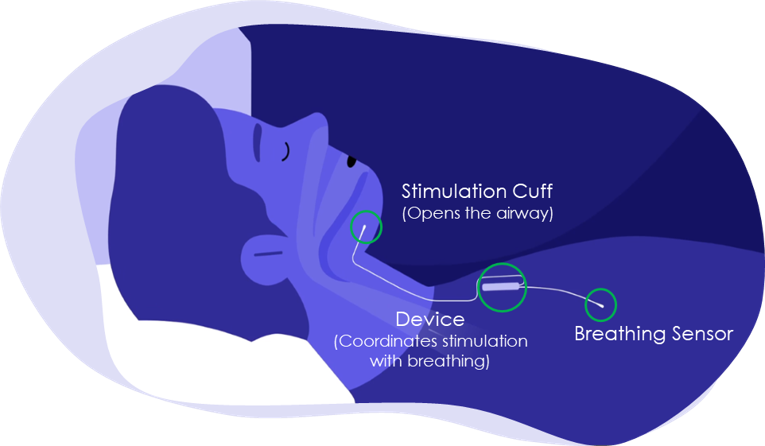 Stimulation Cuff
(Opens the airway)
Device
(Coordinates stimulation
with breathing)
Breathing Sensor